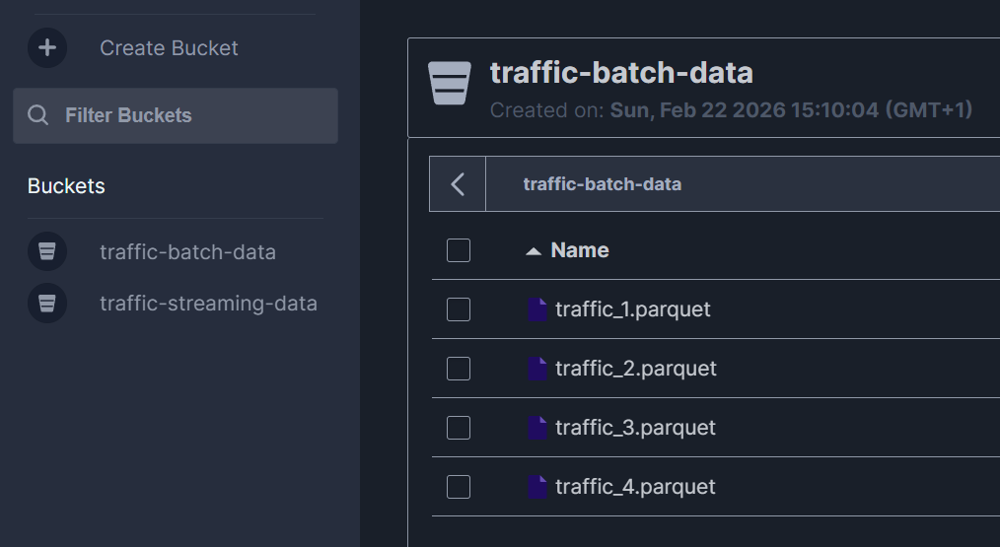 Create Bucket
Filter Buckets
Buckets
traffic-batch-data
traffic-streaming-data
traffic-batch-data
Created on: Sun, Feb 22 2026 15:10:04 (GMT+1)
traffic-batch-data
Name
traffic_1.parquet
traffic_2.parquet
traffic_3.parquet
traffic_4.parquet